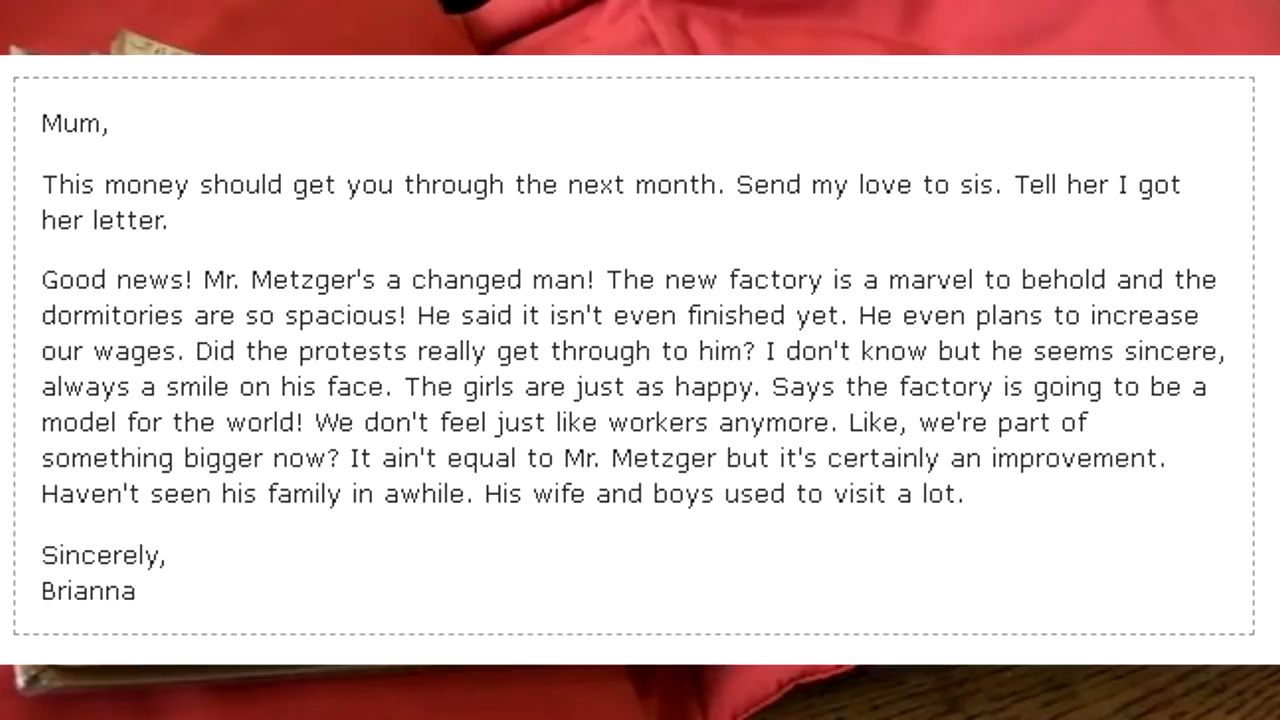 Mum,
This money should get you through the next month. Send my love to sis. Tell her I got
her letter.
Good news! Mr. Metzger's a changed man! The new factory is a marvel to behold and the
dormitories are so spacious! He said it isn't even finished yet. He even plans to increase
our wages. Did the protests really get through to him? I don't know but he seems sincere,
always a smile on his face. The girls are just as happy. Says the factory is going to be a
model for the world! We don't feel just like workers anymore. Like, we're part of
something bigger now? It ain't equal to Mr. Metzger but it's certainly an improvement.
Haven't seen his family in awhile. His wife and boys used to visit a lot.
Sincerely,
Brianna